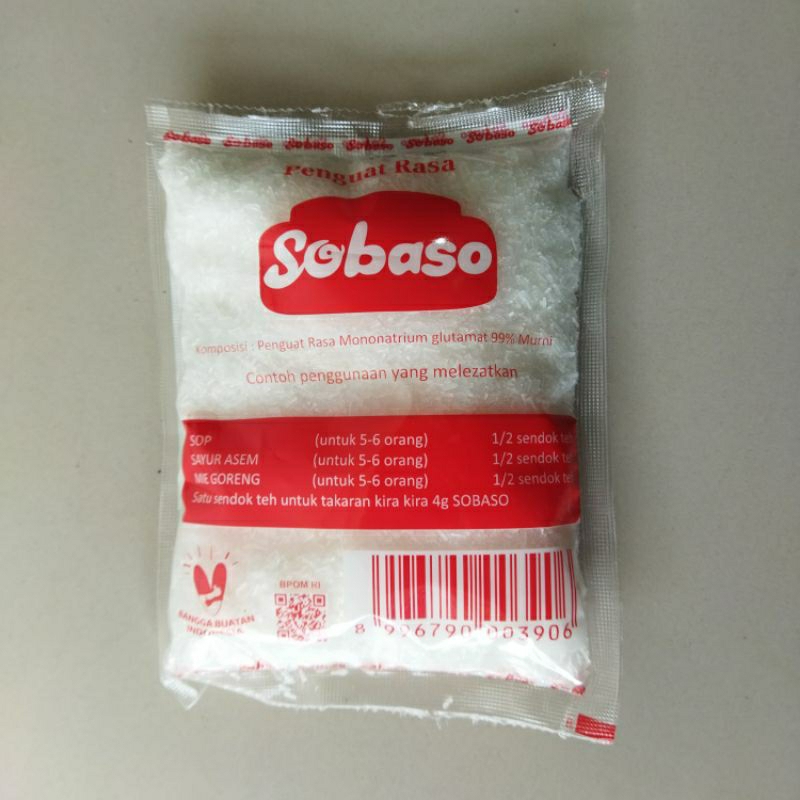 Sobaso Sobaso Sobaso Sobaso Sobaso Sobaso Sobaso
Penguat Rasa
Sobaso
Komposisi : Penguat Rasa Mononatrium glutamat 99% Murni
Contoh penggunaan yang melezatkan
SOP (untuk 5-6 orang) 1/2 sendok teh
SAYUR ASEM (untuk 5-6 orang) 1/2 sendok teh
MIE GORENG (untuk 5-6 orang) 1/2 sendok teh
Satu sendok teh untuk takaran kira kira 4g SOBASO
BANGGA BUATAN
INDONESIA
BPOM RI
8 996790 003906